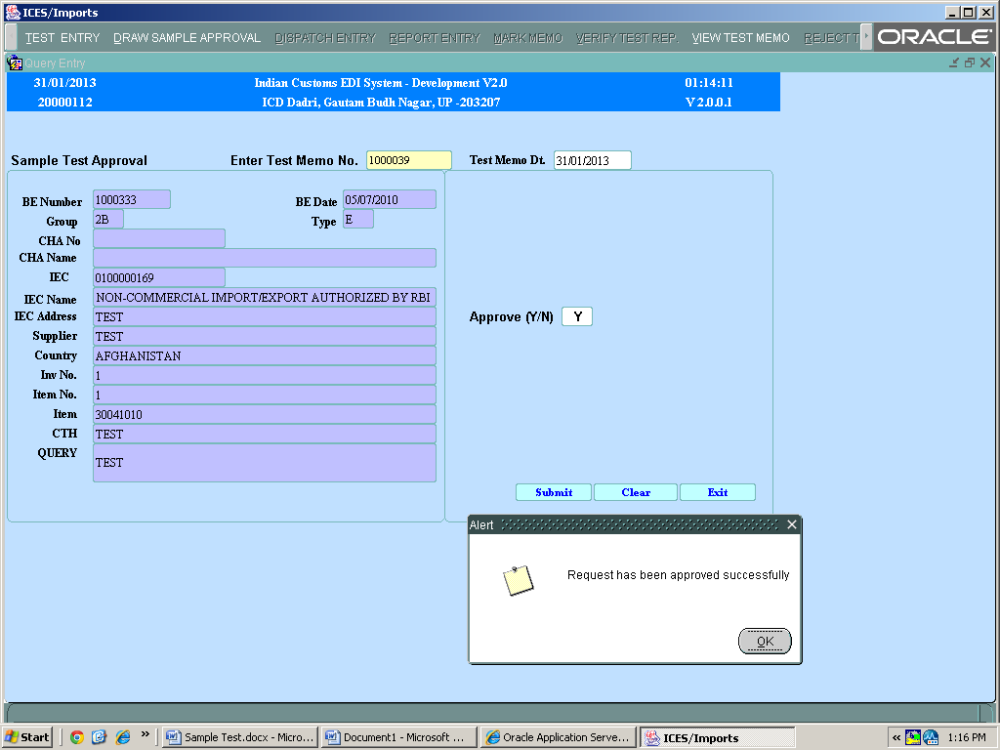 ICES/Imports
TEST ENTRY DRAW SAMPLE APPROVAL DISPATCH ENTRY REPORT ENTRY MARK MEMO VERIFY TEST REP. VIEW TEST MEMO REJECT T ORACLE
Query Entry
31/01/2013 Indian Customs EDI System - Development V2.0 01:14:11
20000112 ICD Dadri, Gautam Budh Nagar, UP -203207 V 2.0.0.1
Sample Test Approval Enter Test Memo No. 1000039 Test Memo Dt. 31/01/2013
BE Number 1000333 BE Date 05/07/2010
Group 2B Type E
CHA No
CHA Name
IEC 0100000169
IEC Name NON-COMMERCIAL IMPORT/EXPORT AUTHORIZED BY RBI
IEC Address TEST
Approve (Y/N) Y
Supplier TEST
Country AFGHANISTAN
Inv No. 1
Item No. 1
Item 30041010
CTH TEST
QUERY TEST
Submit Clear Exit
Alert
Request has been approved successfully
OK
Start Sample Test.docx - Micro... Document1 - Microsoft ... Oracle Application Serve... ICES/Imports 1:16 PM